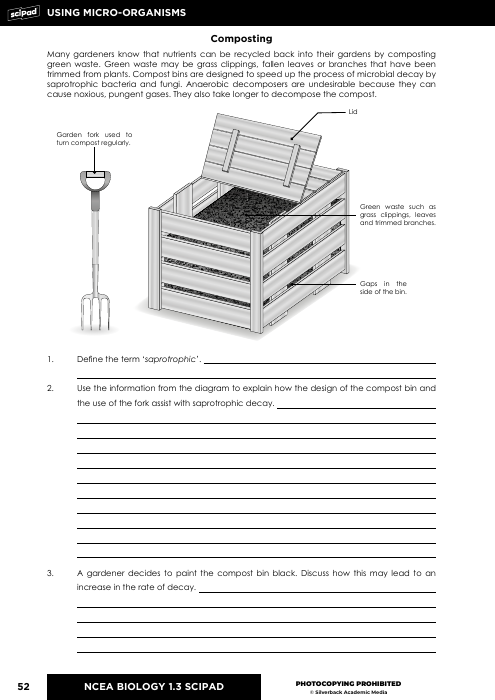 scipad
USING MICRO-ORGANISMS
Composting
Many gardeners know that nutrients can be recycled back into their gardens by composting
green waste. Green waste may be grass clippings, fallen leaves or branches that have been
trimmed from plants. Compost bins are designed to speed up the process of microbial decay by
saprotrophic bacteria and fungi. Anaerobic decomposers are undesirable because they can
cause noxious, pungent gases. They also take longer to decompose the compost.
Lid
Garden fork used to
turn compost regularly.
Green waste such as
grass clippings, leaves
and trimmed branches.
Gaps in the
side of the bin.
1. Define the term ‘saprotrophic’.
2. Use the information from the diagram to explain how the design of the compost bin and
the use of the fork assist with saprotrophic decay.
3. A gardener decides to paint the compost bin black. Discuss how this may lead to an
increase in the rate of decay.
52
NCEA BIOLOGY 1.3 SCIPAD
PHOTOCOPYING PROHIBITED
© Silverback Academic Media